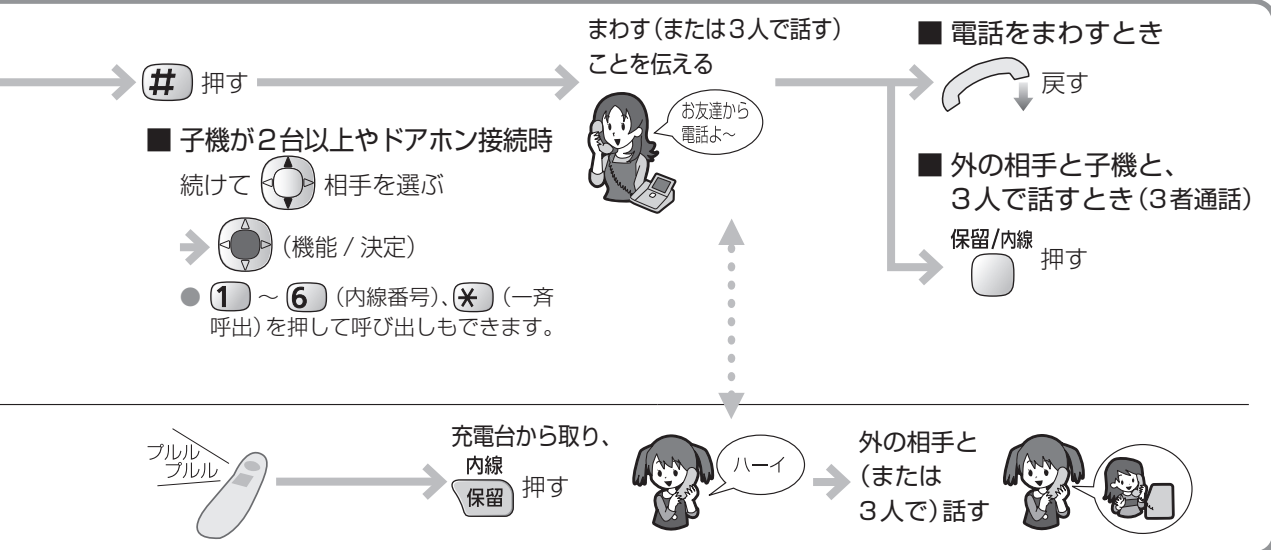 # 押す
■ 子機が2台以上やドアホン接続時
続けて 相手を選ぶ
(機能 / 決定)
● 1 ～ 6 (内線番号)、* (一斉
呼出)を押して呼び出しもできます。
まわす(または3人で話す)
ことを伝える
お友達から
電話よ～
■ 電話をまわすとき
戻す
■ 外の相手と子機と、
3人で話すとき(3者通話)
保留/内線
押す
プルル
プルル
充電台から取り、
内線
保留 押す
ハーイ
外の相手と
(または
3人で)話す